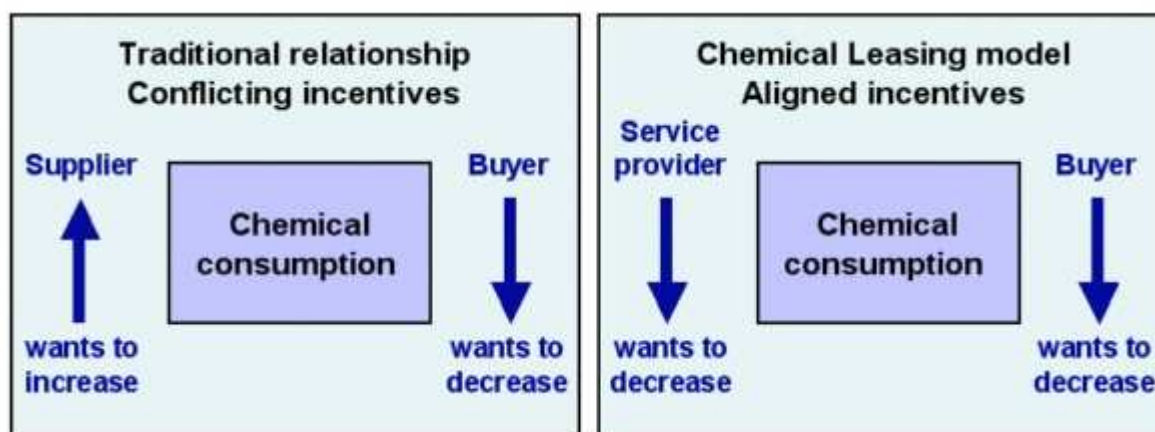 Traditional relationship
Conflicting incentives
Supplier
Chemical
consumption
Buyer
wants to
increase
wants to
decrease
Chemical Leasing model
Aligned incentives
Service
provider
Chemical
consumption
Buyer
wants to
decrease
wants to
decrease